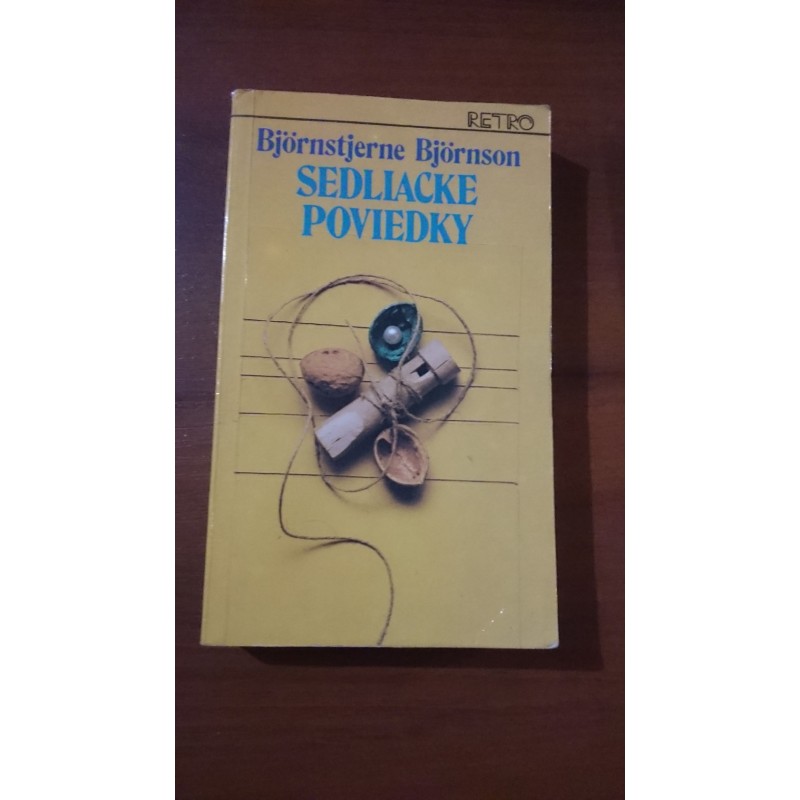 RETRO
Björnstjerne Björnson
SEDLIACKE
POVIEDKY